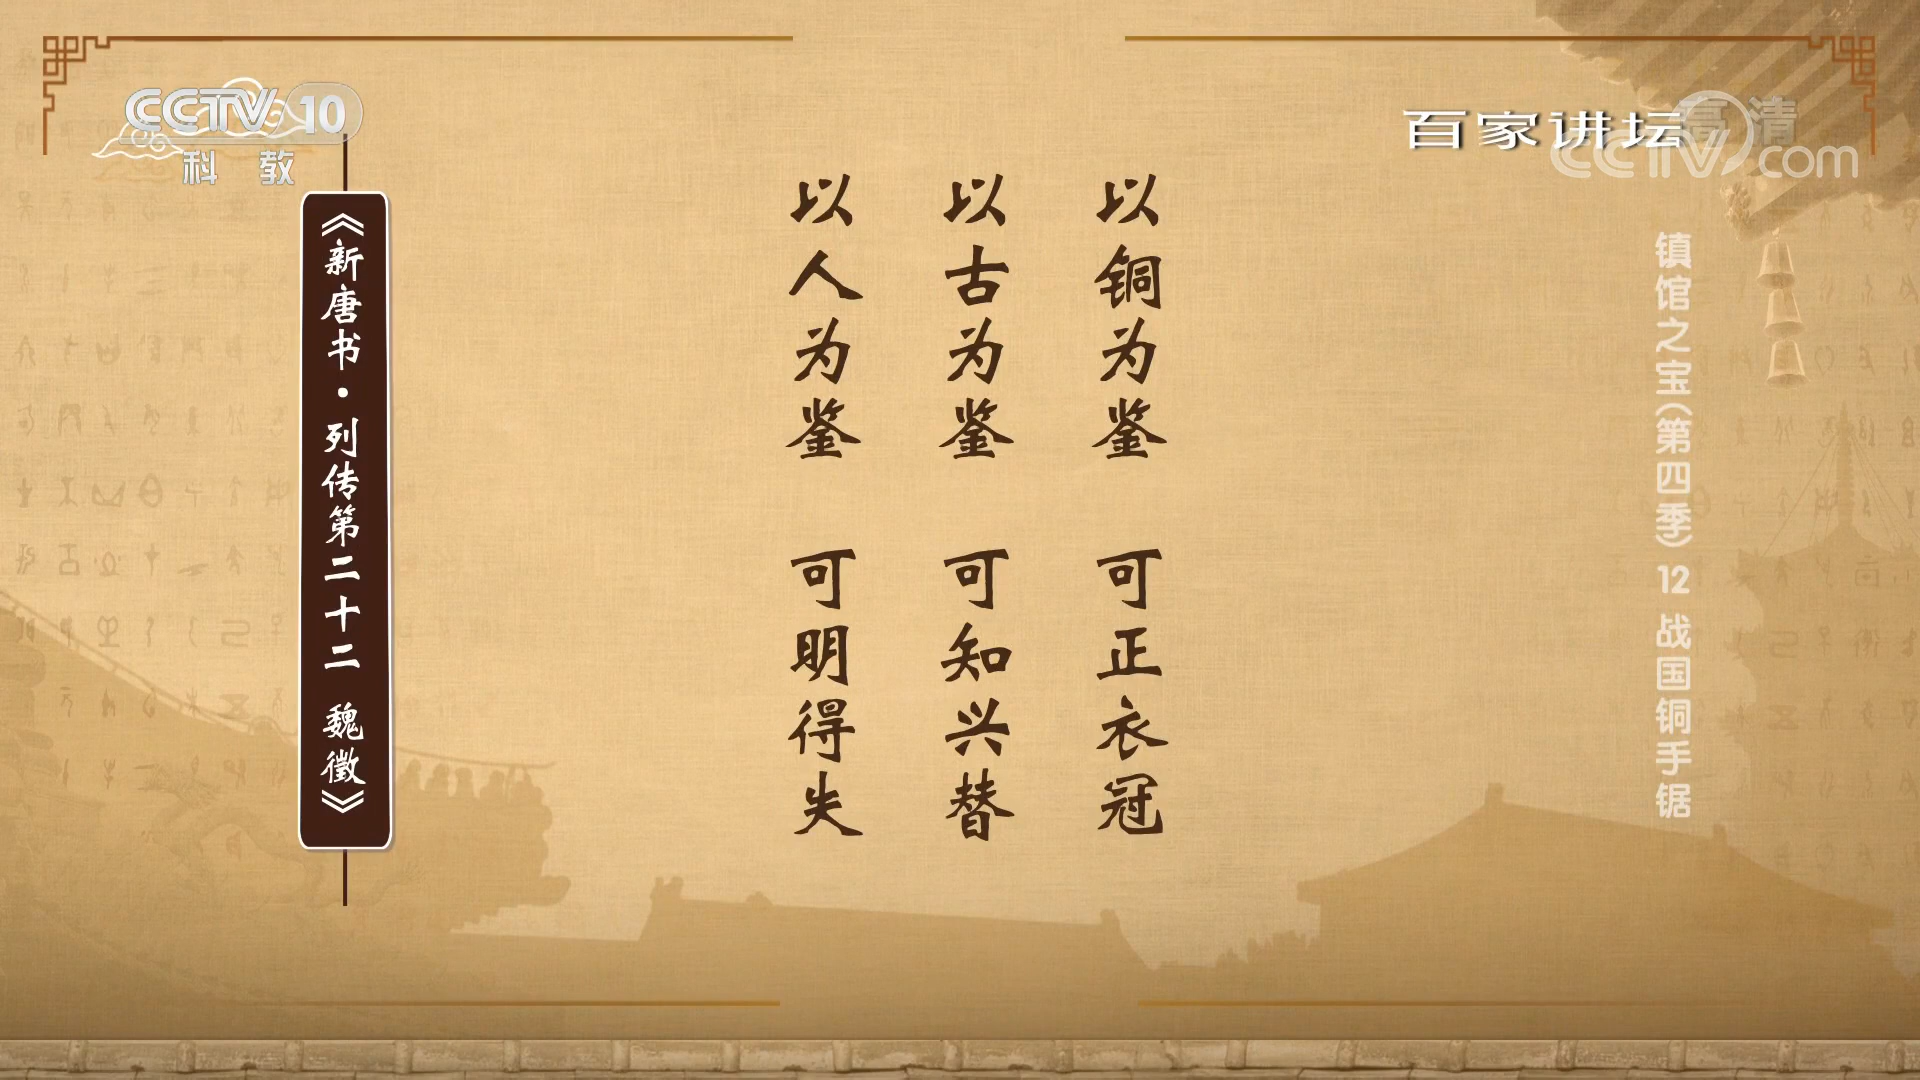 CCTV 10
科教
百家讲坛
高清
CCTV.com
以铜为鉴 可正衣冠
以古为鉴 可知兴替
以人为鉴 可明得失
《新唐书·列传第二十二 魏徵》
镇馆之宝(第四季) 12 战国铜手锯